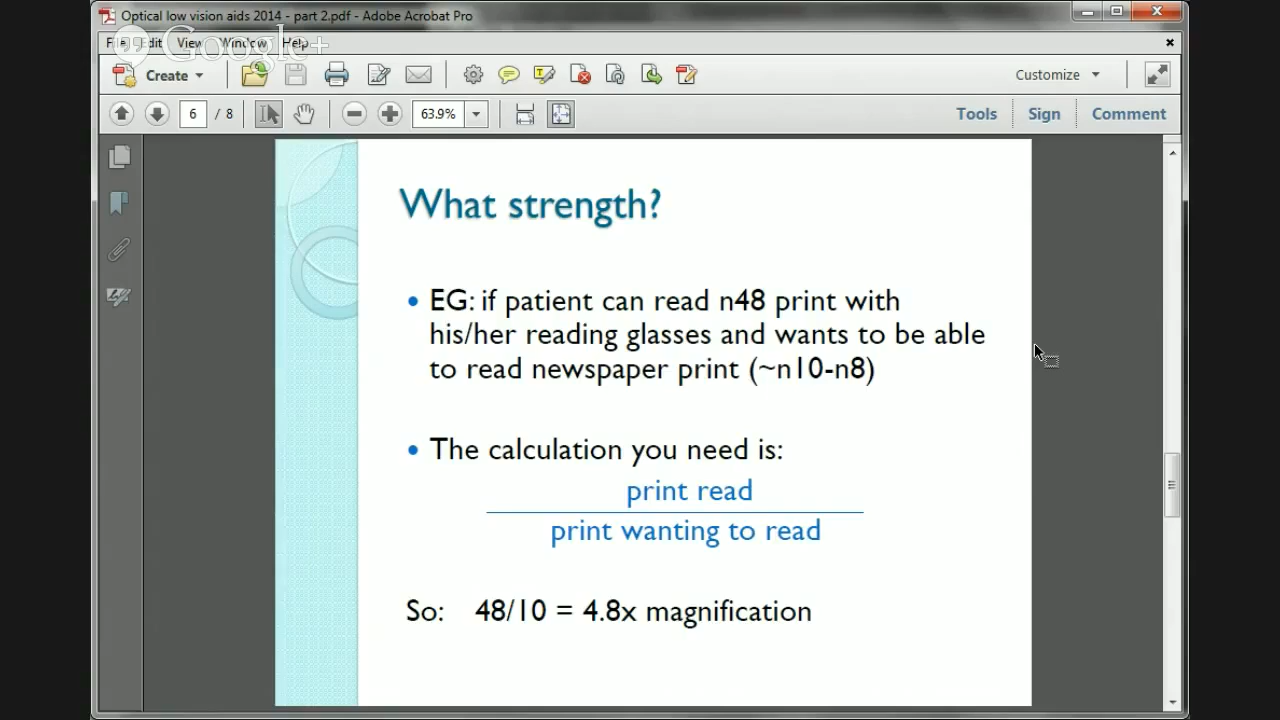 Optical low vision aids 2014 - part 2.pdf - Adobe Acrobat Pro
File Edit View Window Help
Google+
Create
Customize
6 / 8
63.9%
Tools Sign Comment
What strength?
• EG: if patient can read n48 print with
his/her reading glasses and wants to be able
to read newspaper print (~n10-n8)
• The calculation you need is:
print read
print wanting to read
So: 48/10 = 4.8x magnification